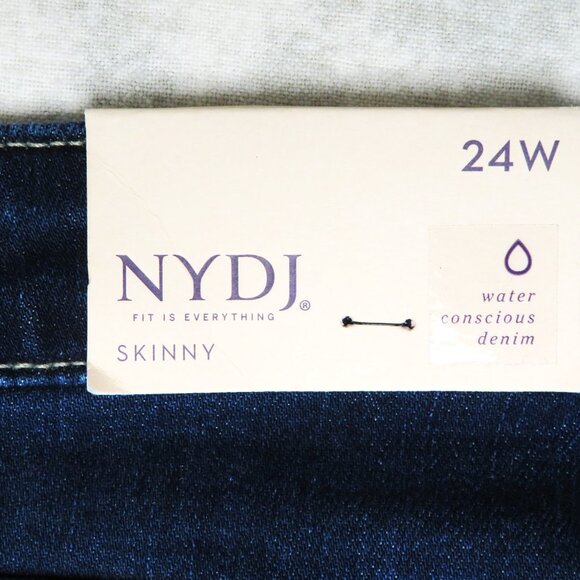 24W
NYDJ®
FIT IS EVERYTHING
SKINNY
water
conscious
denim